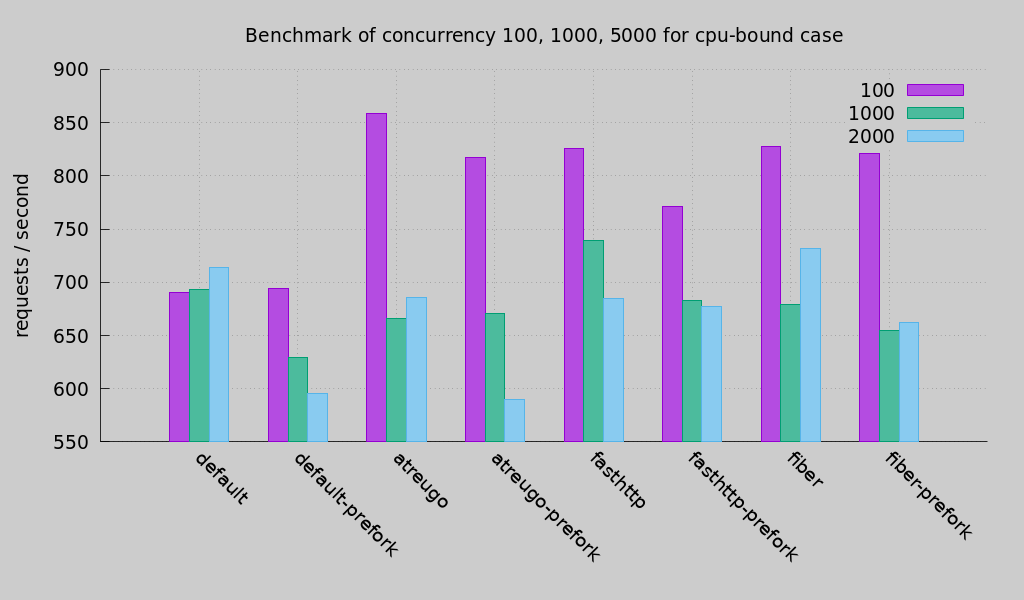 Benchmark of concurrency 100, 1000, 5000 for cpu-bound case
requests / second
900
850
800
750
700
650
600
550
100
1000
2000
default
default-prefork
atreugo
atreugo-prefork
fasthttp
fasthttp-prefork
fiber
fiber-prefork